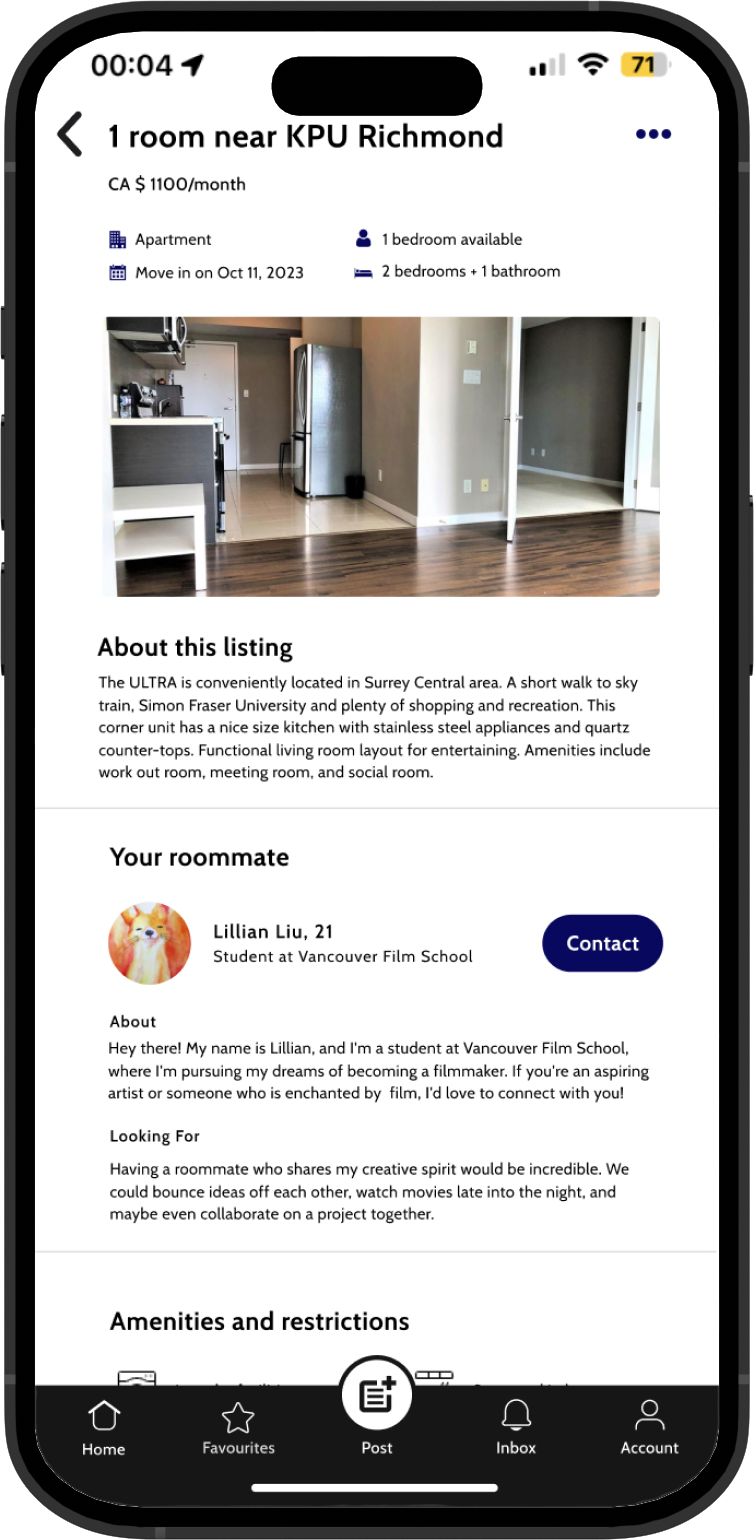 00:04
71
1 room near KPU Richmond
CA $ 1100/month
Apartment
1 bedroom available
Move in on Oct 11, 2023
2 bedrooms + 1 bathroom
About this listing
The ULTRA is conveniently located in Surrey Central area. A short walk to sky
train, Simon Fraser University and plenty of shopping and recreation. This
corner unit has a nice size kitchen with stainless steel appliances and quartz
counter-tops. Functional living room layout for entertaining. Amenities include
work out room, meeting room, and social room.
Your roommate
Lillian Liu, 21
Student at Vancouver Film School
Contact
About
Hey there! My name is Lillian, and I'm a student at Vancouver Film School,
where I'm pursuing my dreams of becoming a filmmaker. If you're an aspiring
artist or someone who is enchanted by  film, I'd love to connect with you!
Looking For
Having a roommate who shares my creative spirit would be incredible. We
could bounce ideas off each other, watch movies late into the night, and
maybe even collaborate on a project together.
Amenities and restrictions
Home
Favourites
Post
Inbox
Account